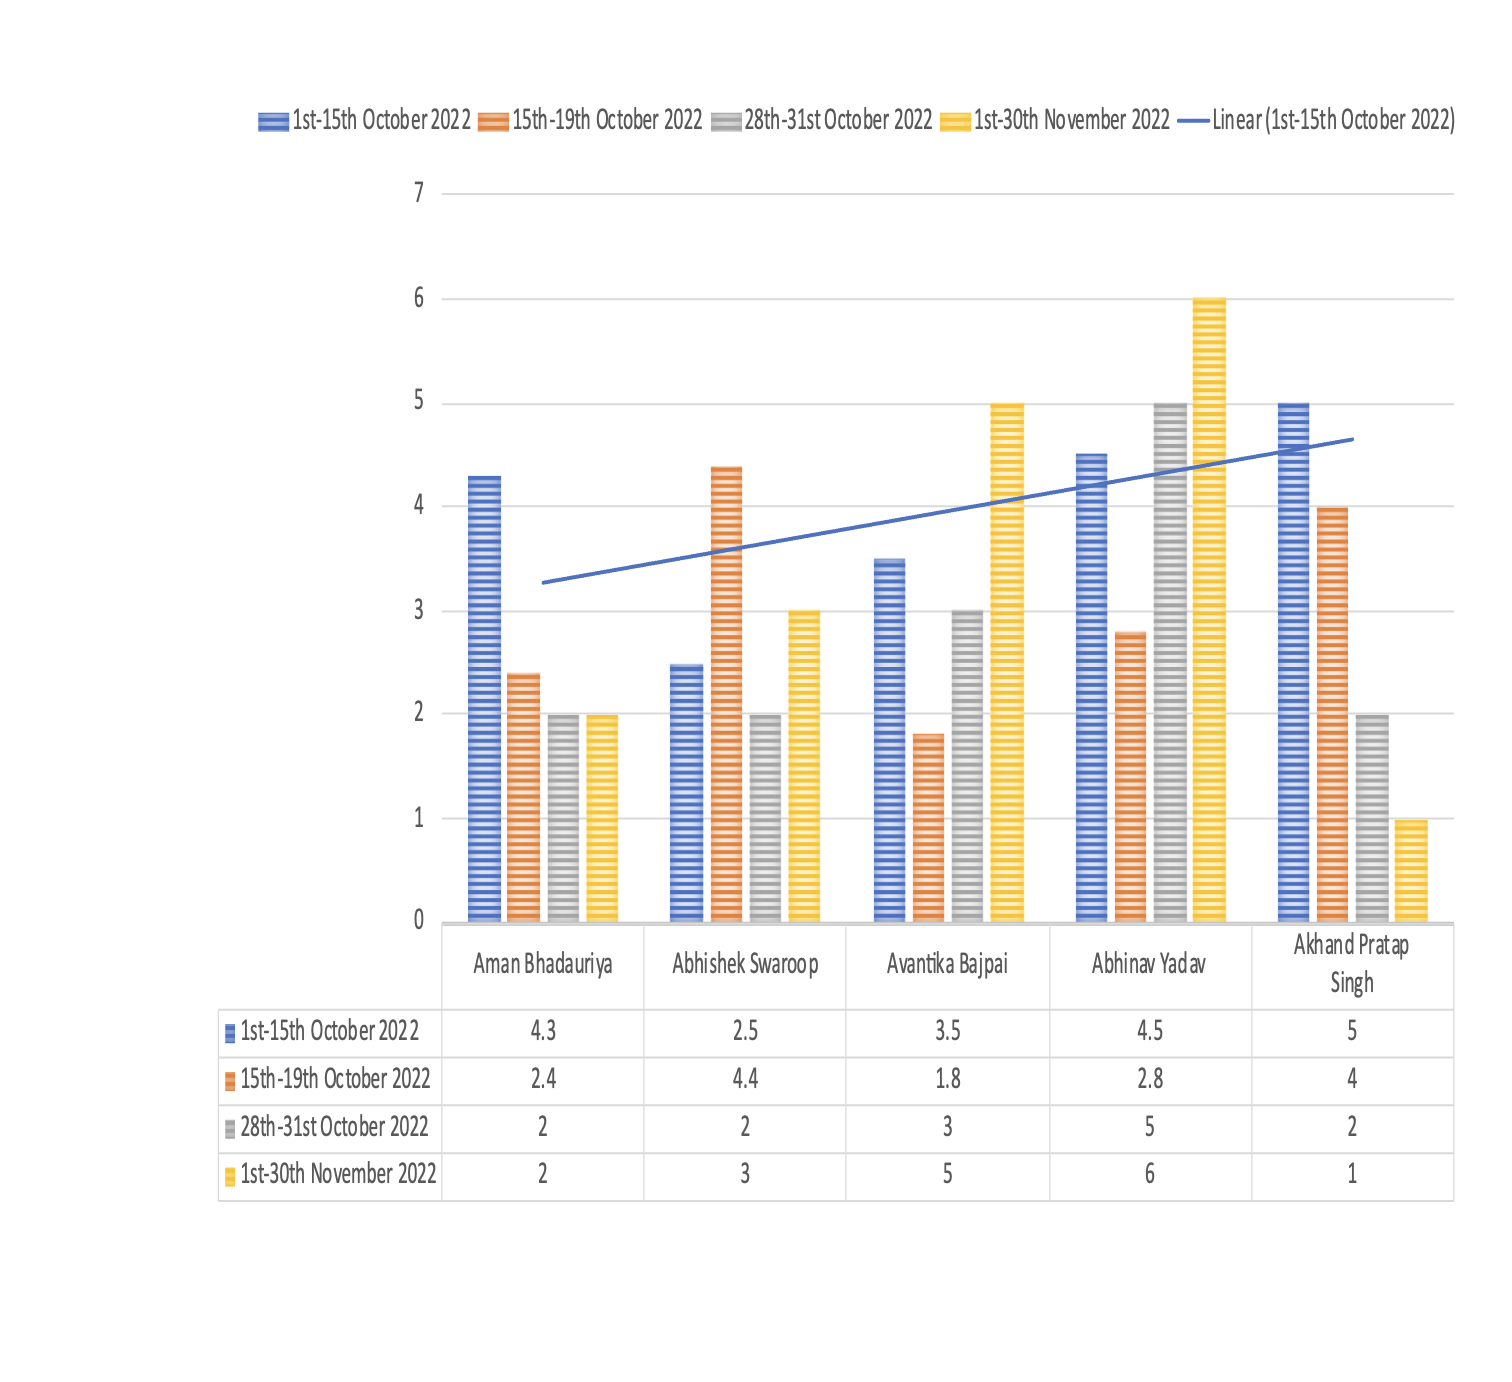 1st-15th October 2022 15th-19th October 2022 28th-31st October 2022 1st-30th November 2022 Linear (1st-15th October 2022)
7
6
5
4
3
2
1
0
Aman Bhadauriya Abhishek Swaroop Avantika Bajpai Abhinav Yadav Akhand Pratap
Singh
1st-15th October 2022 4.3 2.5 3.5 4.5 5
15th-19th October 2022 2.4 4.4 1.8 2.8 4
28th-31st October 2022 2 2 3 5 2
1st-30th November 2022 2 3 5 6 1